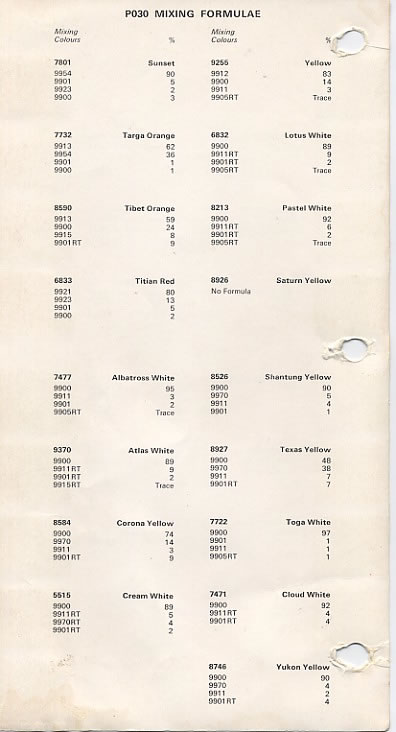 P030 MIXING FORMULAE
Mixing
Colours %
7801 Sunset
9954 90
9901 5
9923 2
9900 3
7732 Targa Orange
9913 62
9954 36
9901 1
9900 1
8590 Tibet Orange
9913 59
9900 24
9915 8
9901RT 9
6833 Titian Red
9921 80
9923 13
9901 5
9900 2
7477 Albatross White
9900 95
9911 3
9901 2
9905RT Trace
9370 Atlas White
9900 89
9911RT 9
9901RT 2
9915RT Trace
8584 Corona Yellow
9900 74
9970 14
9911 3
9901RT 9
5515 Cream White
9900 89
9911RT 5
9970RT 4
9901RT 2
Mixing
Colours %
9255 Yellow
9912 83
9900 14
9911 3
9905RT Trace
6832 Lotus White
9900 89
9911RT 9
9901RT 2
9905RT Trace
8213 Pastel White
9900 92
9911RT 6
9901RT 2
9905RT Trace
8926 Saturn Yellow
No Formula
8526 Shantung Yellow
9900 90
9970 5
9911 4
9901 1
8927 Texas Yellow
9900 48
9970 38
9911 7
9901RT 7
7722 Toga White
9900 97
9901 1
9911 1
9905RT 1
7471 Cloud White
9900 92
9911RT 4
9901RT 4
8746 Yukon Yellow
9900 90
9970 4
9911 2
9901RT 4